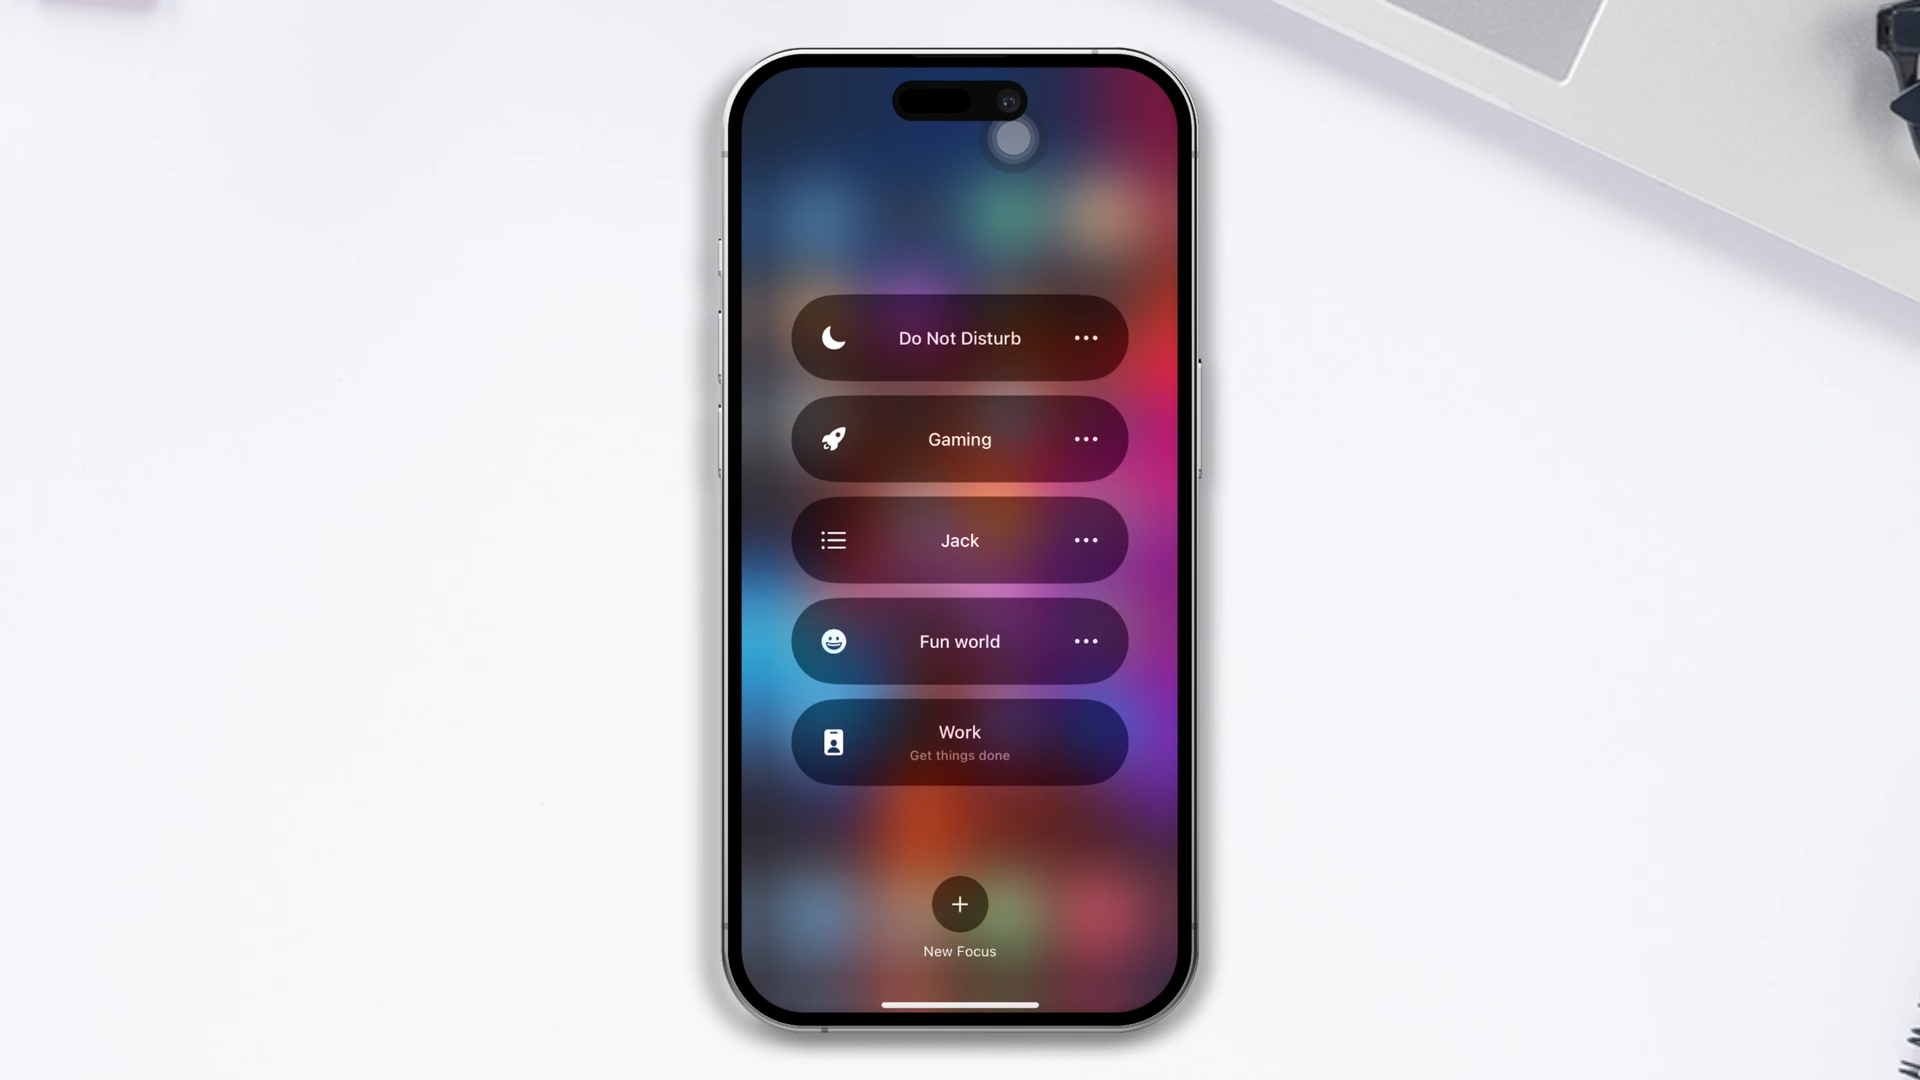 Do Not Disturb
Gaming
Jack
Fun world
Work
Get things done
New Focus